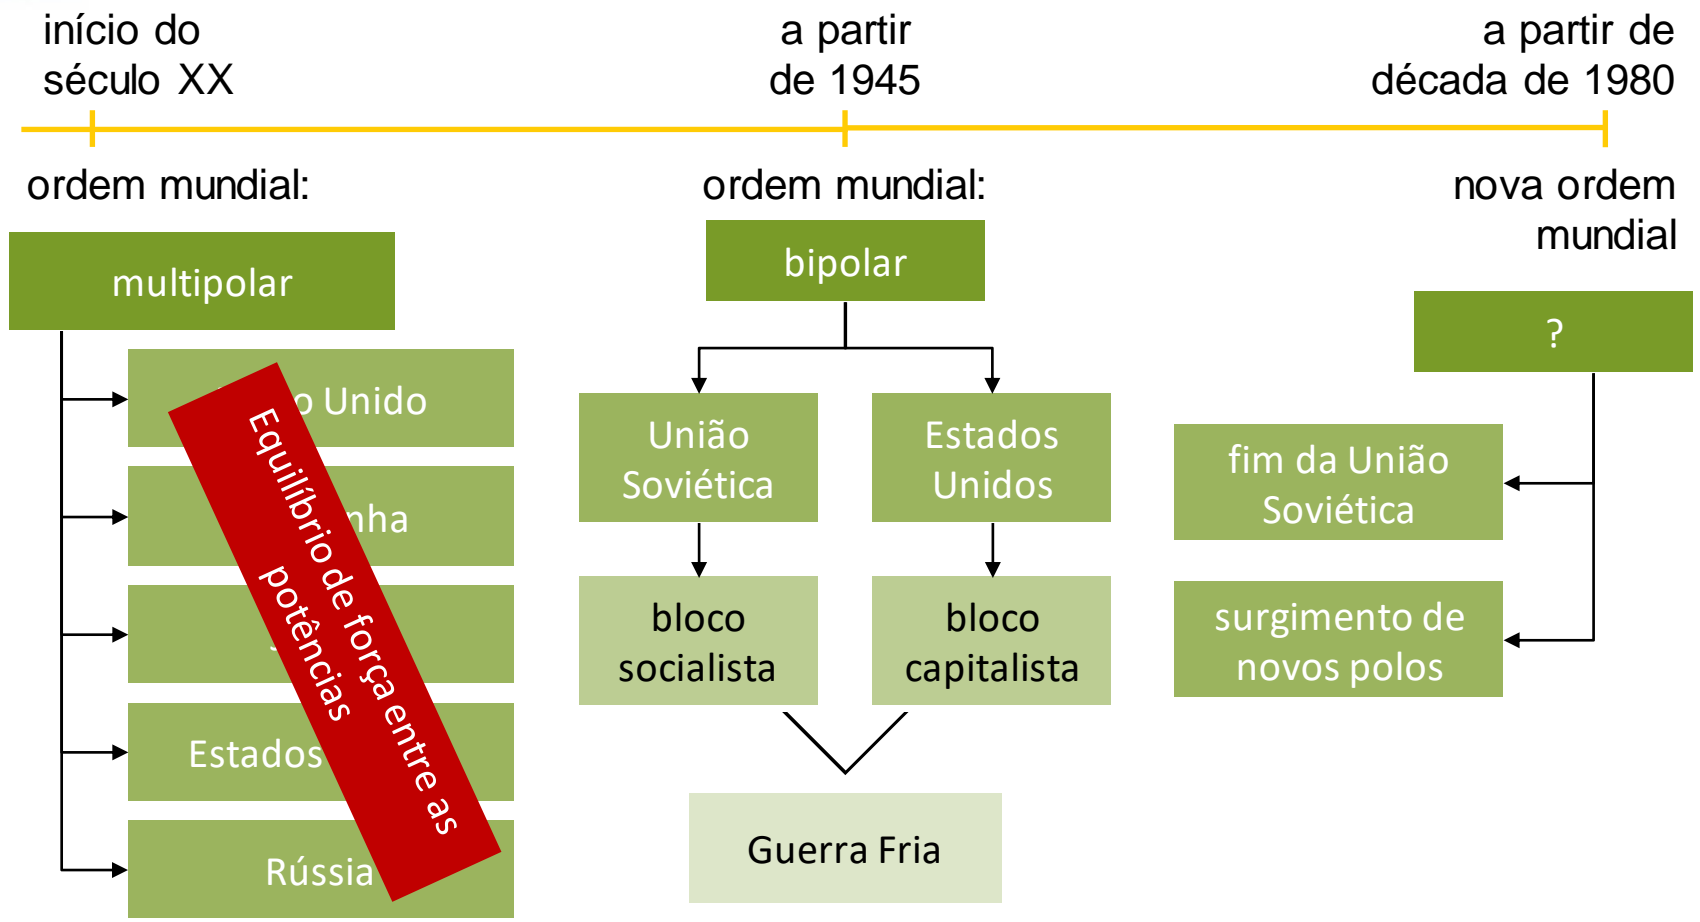 início do
século XX
a partir
de 1945
a partir de
década de 1980
ordem mundial:
ordem mundial:
nova ordem
mundial
multipolar
Unido
Estados
Rússia
Equilíbrio de força entre as
potências
bipolar
União
Soviética
Estados
Unidos
bloco
socialista
bloco
capitalista
Guerra Fria
?
fim da União
Soviética
surgimento de
novos polos